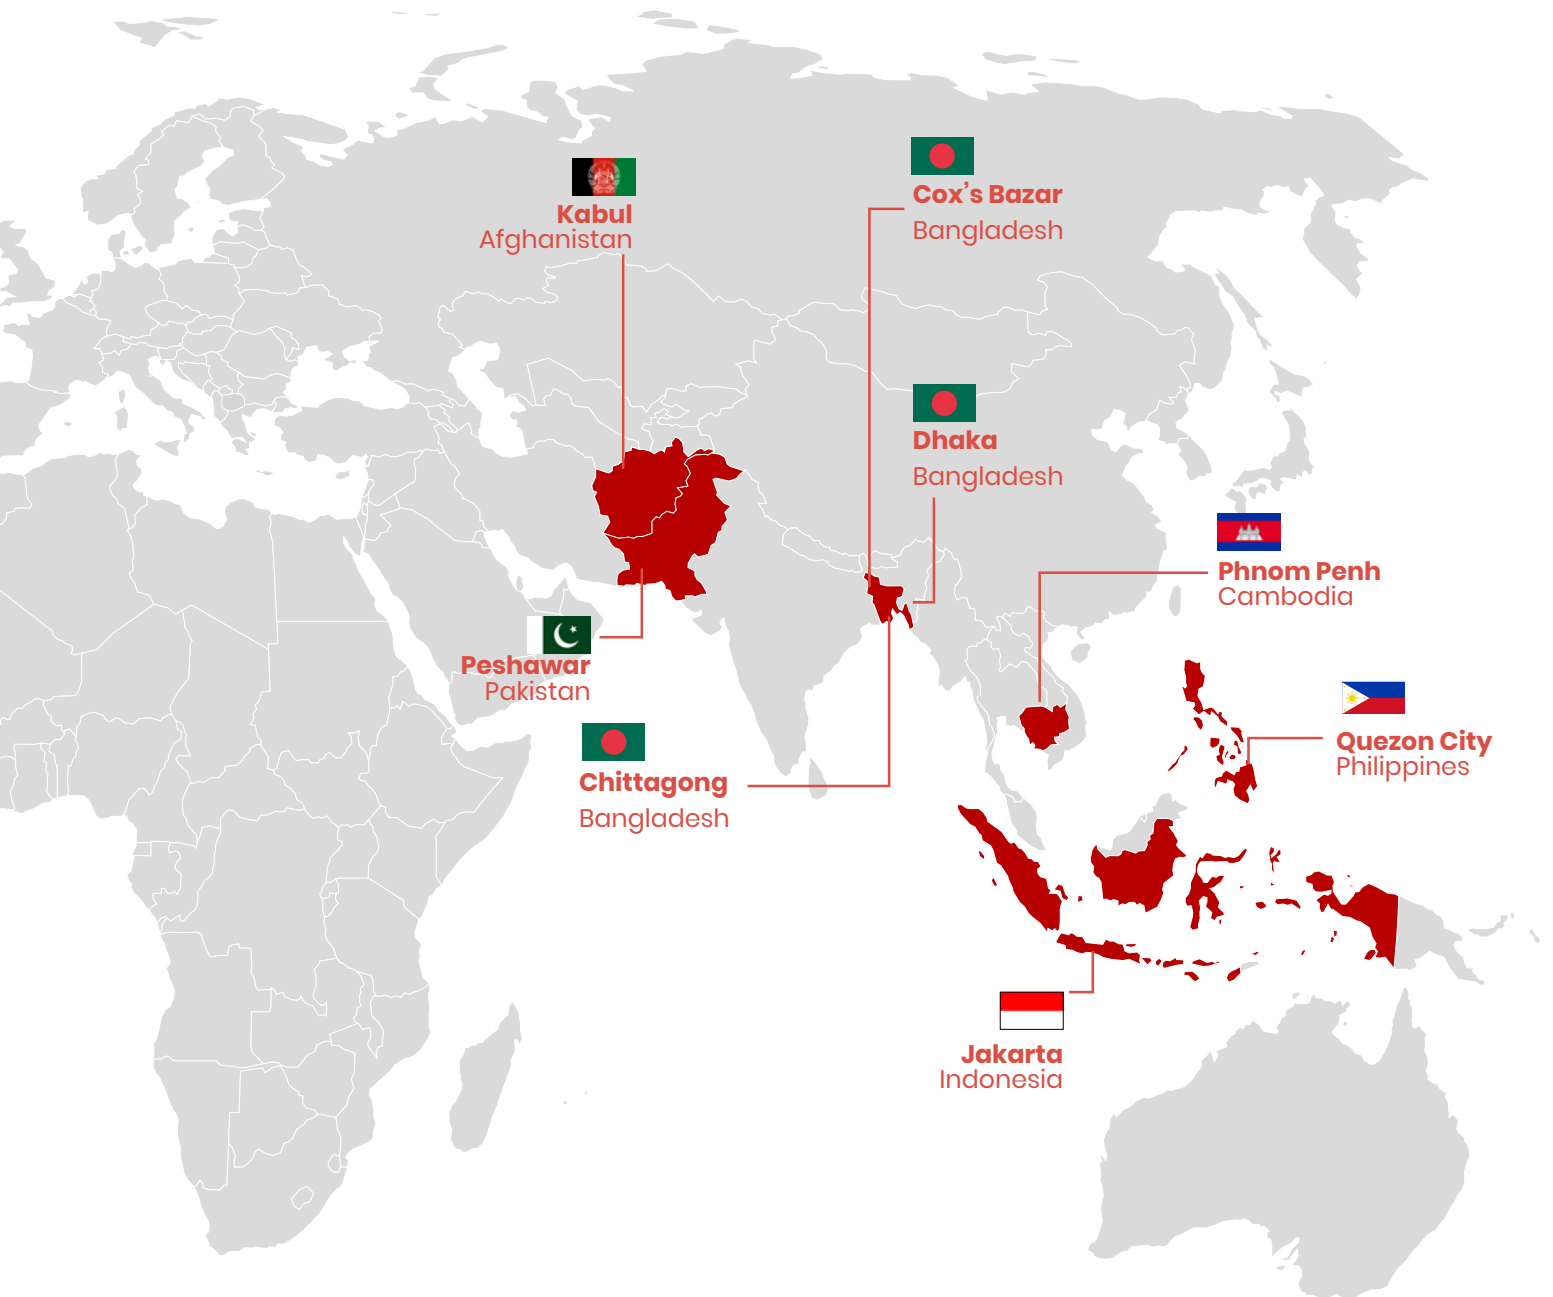 Cox’s Bazar
Bangladesh
Kabul
Afghanistan
Dhaka
Bangladesh
Phnom Penh
Cambodia
Peshawar
Pakistan
Quezon City
Philippines
Chittagong
Bangladesh
Jakarta
Indonesia